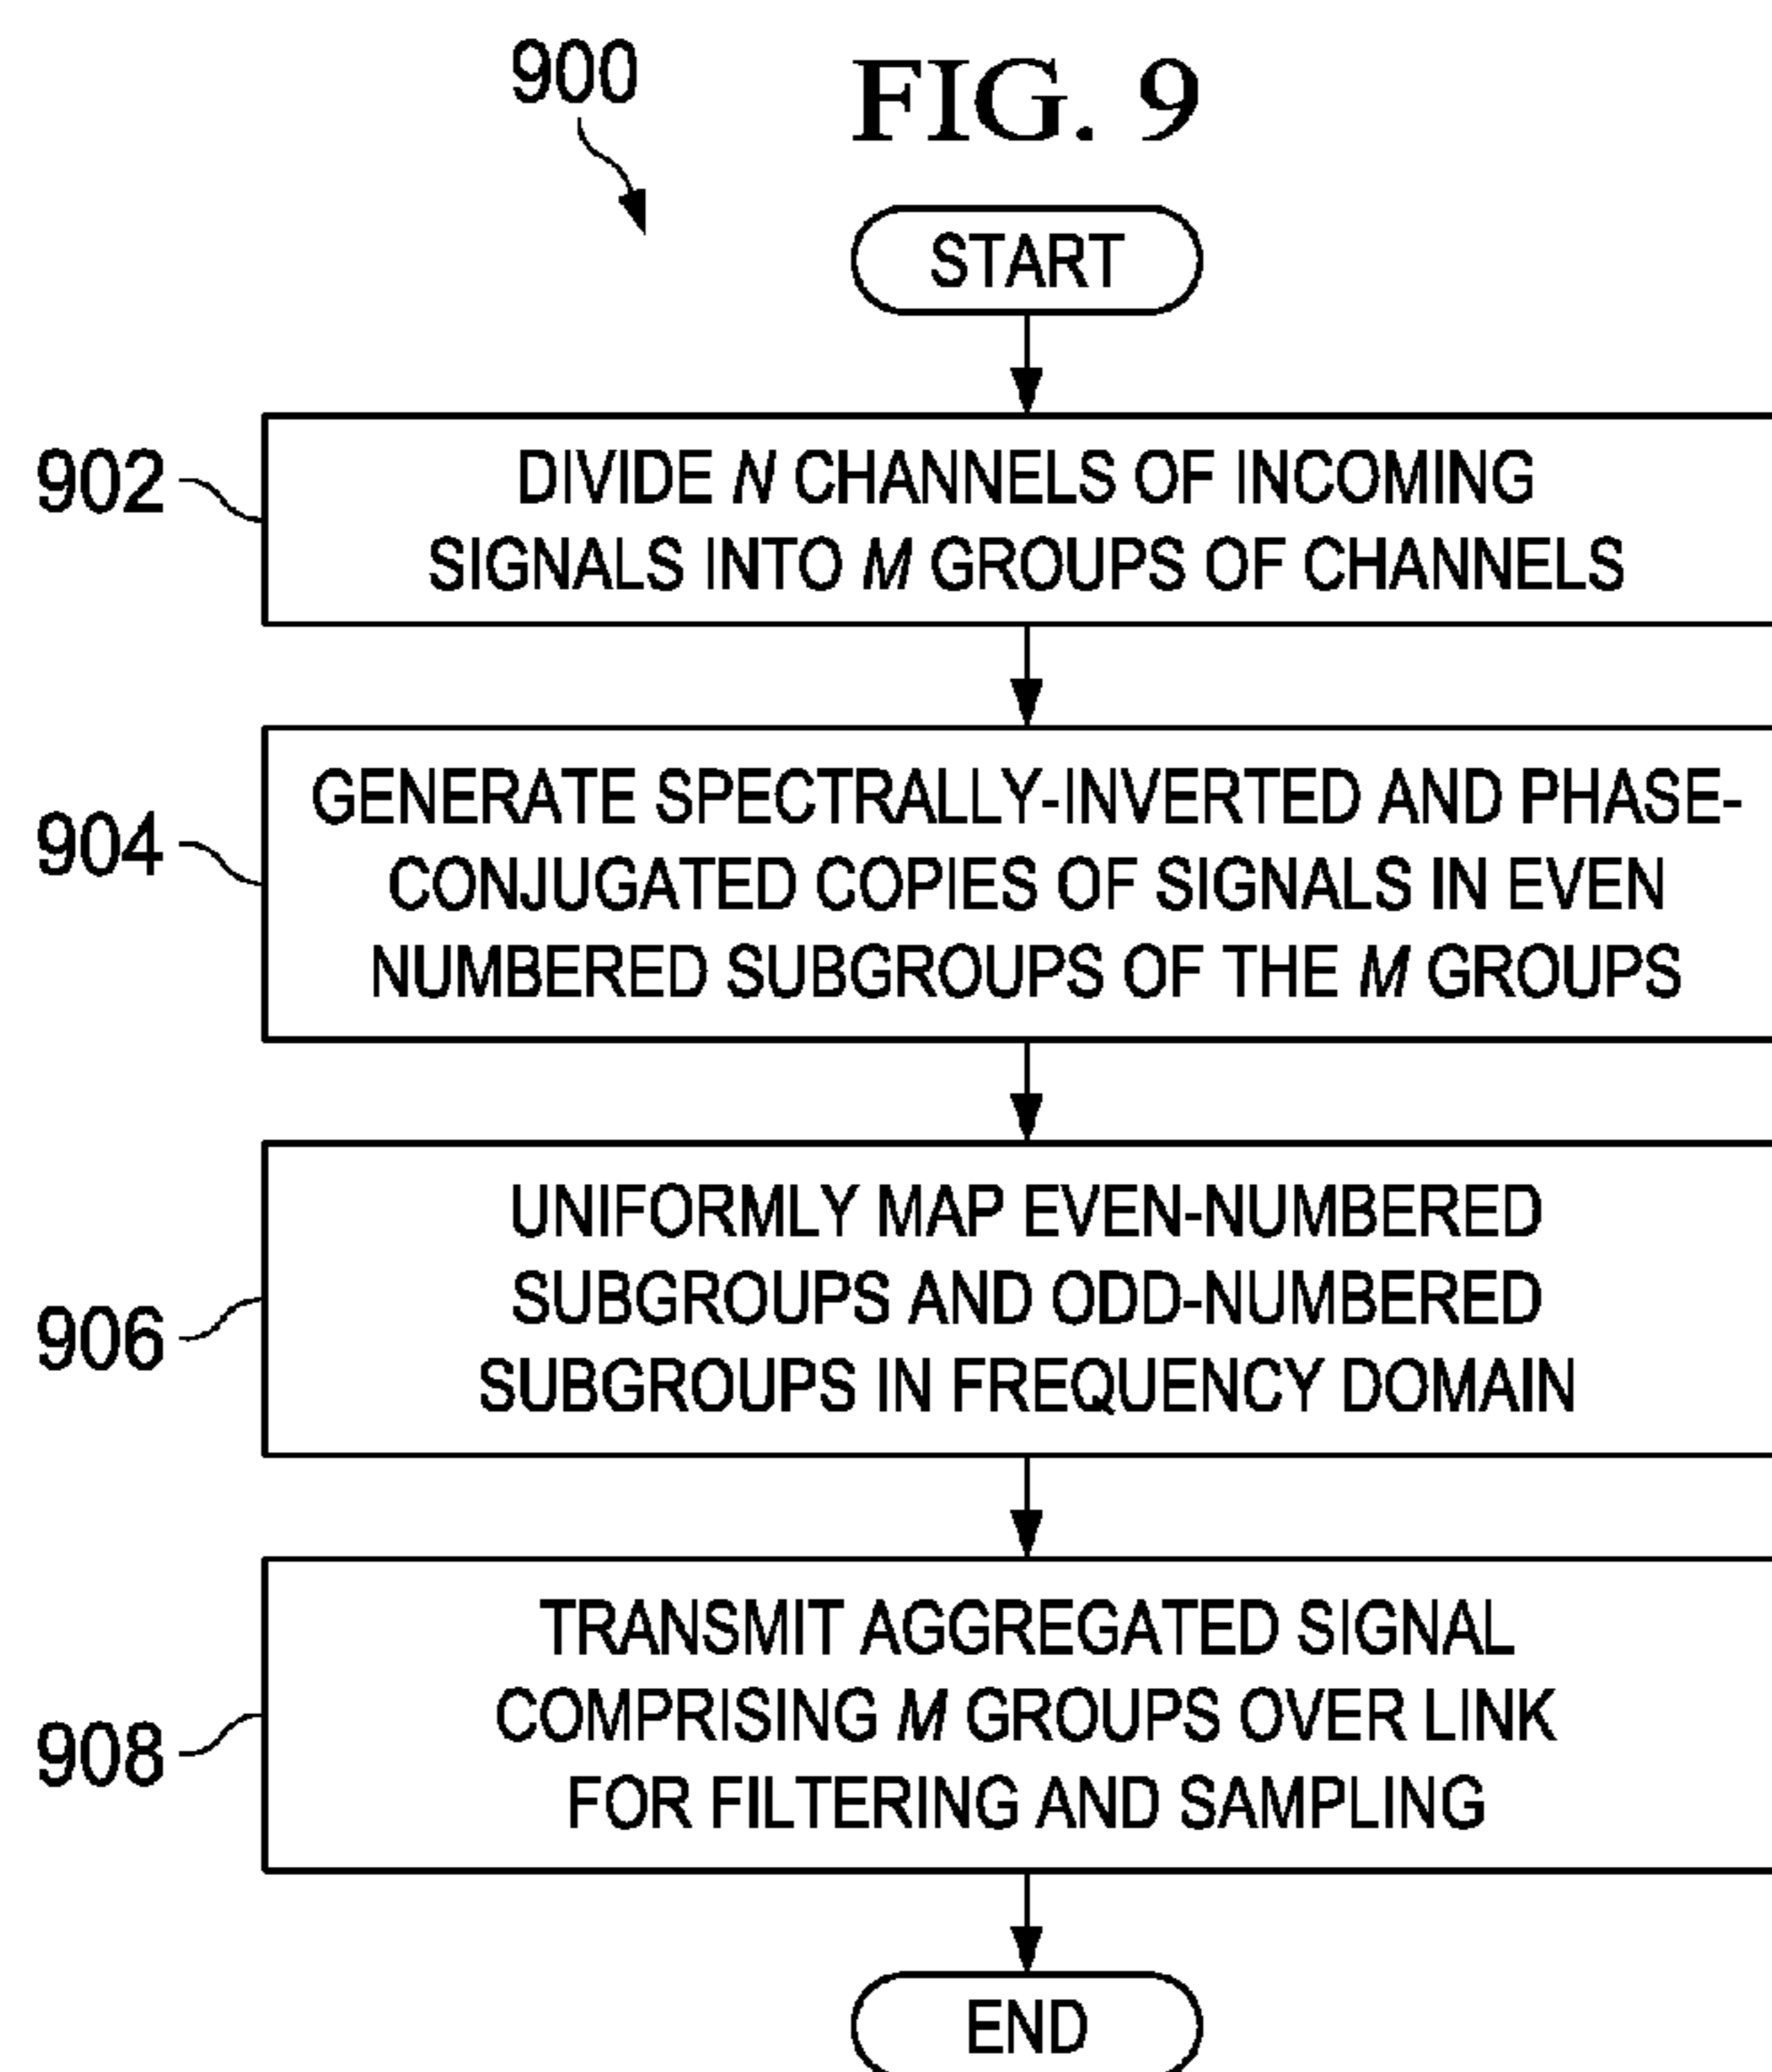 900
FIG. 9
START
902
DIVIDE N CHANNELS OF INCOMING
SIGNALS INTO M GROUPS OF CHANNELS
904
GENERATE SPECTRALLY-INVERTED AND PHASE-
CONJUGATED COPIES OF SIGNALS IN EVEN
NUMBERED SUBGROUPS OF THE M GROUPS
906
UNIFORMLY MAP EVEN-NUMBERED
SUBGROUPS AND ODD-NUMBERED
SUBGROUPS IN FREQUENCY DOMAIN
908
TRANSMIT AGGREGATED SIGNAL
COMPRISING M GROUPS OVER LINK
FOR FILTERING AND SAMPLING
END